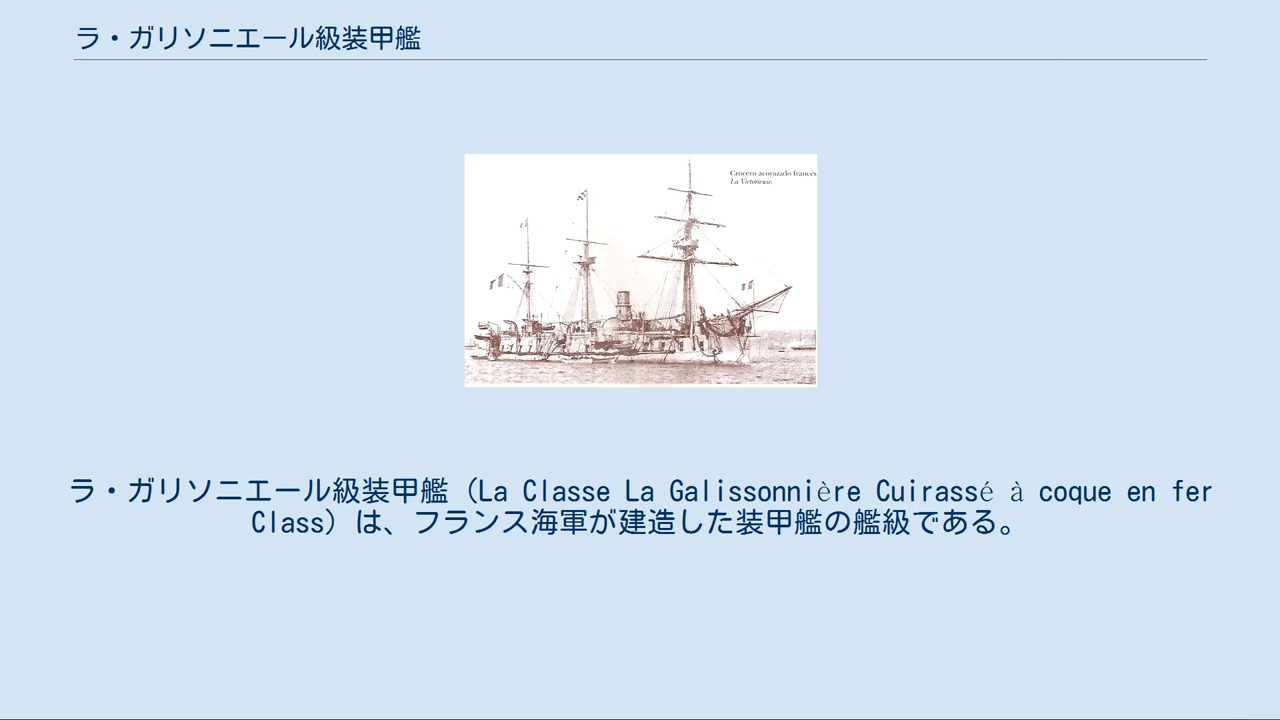 ラ・ガリソニエール級装甲艦
Crucero acorazado francés
La Victorieuse.
ラ・ガリソニエール級装甲艦（La Classe La Galissonnière Cuirassé à coque en fer
Class）は、フランス海軍が建造した装甲艦の艦級である。